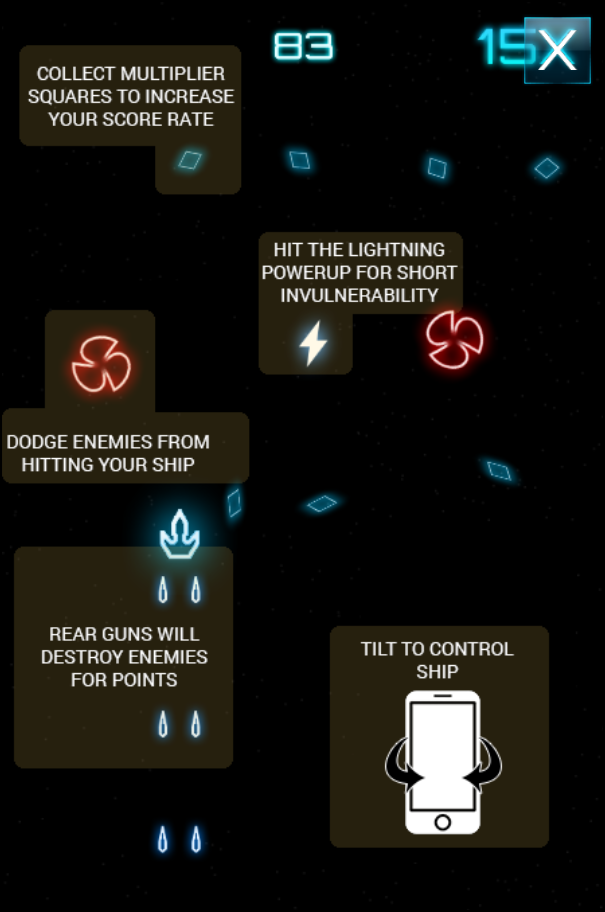 83
15X
COLLECT MULTIPLIER
SQUARES TO INCREASE
YOUR SCORE RATE
HIT THE LIGHTNING
POWERUP FOR SHORT
INVULNERABILITY
DODGE ENEMIES FROM
HITTING YOUR SHIP
REAR GUNS WILL
DESTROY ENEMIES
FOR POINTS
TILT TO CONTROL
SHIP